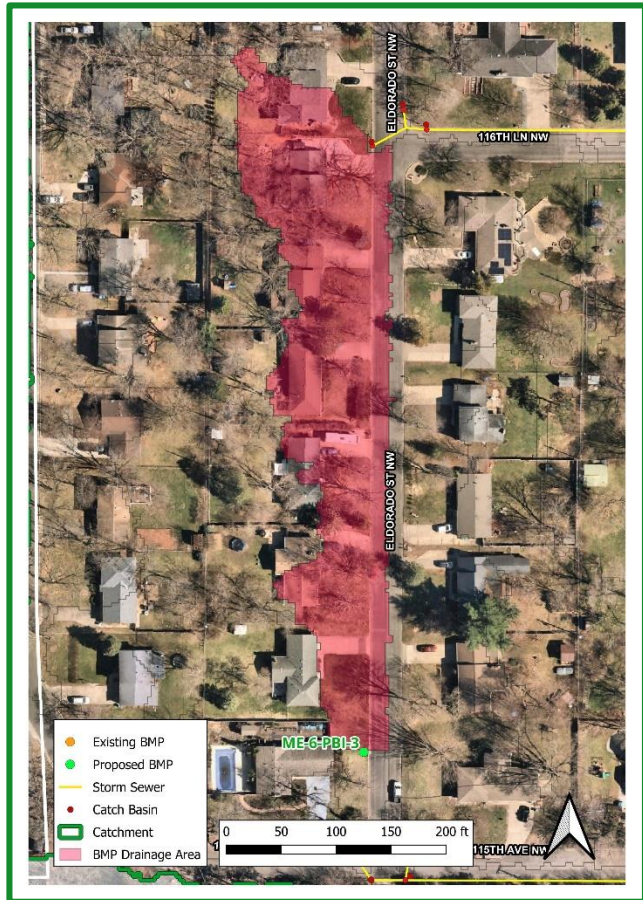 ELDORADO ST NW
116TH LN NW
ELDORADO ST NW
ME-6-PBI-3
Existing BMP
Proposed BMP
Storm Sewer
Catch Basin
Catchment
BMP Drainage Area
0 50 100 150 200 ft
115TH AVE NW
1